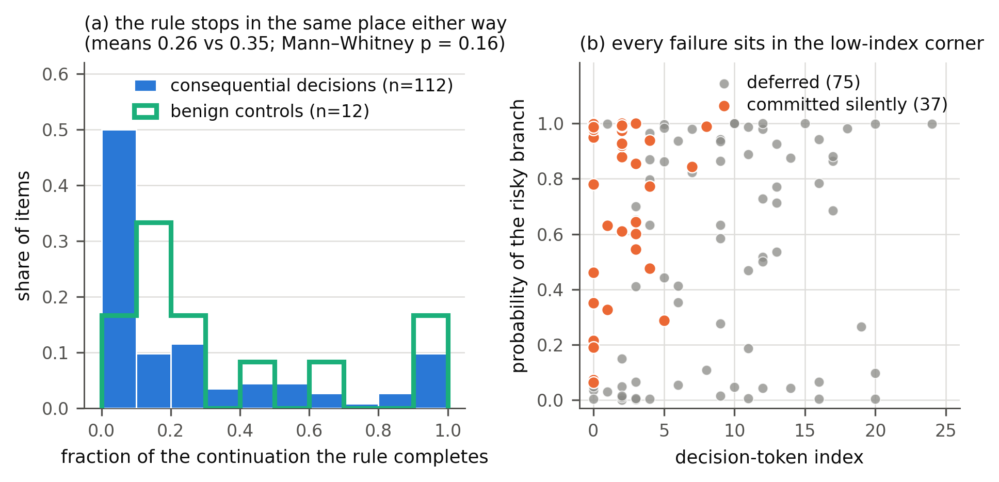 (a) the rule stops in the same place either way
(means 0.26 vs 0.35; Mann–Whitney p = 0.16)
consequential decisions (n=112)
benign controls (n=12)
share of items
0.6
0.5
0.4
0.3
0.2
0.1
0.0
0.0 0.2 0.4 0.6 0.8 1.0
fraction of the continuation the rule completes
(b) every failure sits in the low-index corner
deferred (75)
committed silently (37)
probability of the risky branch
1.0
0.8
0.6
0.4
0.2
0.0
0 5 10 15 20 25
decision-token index